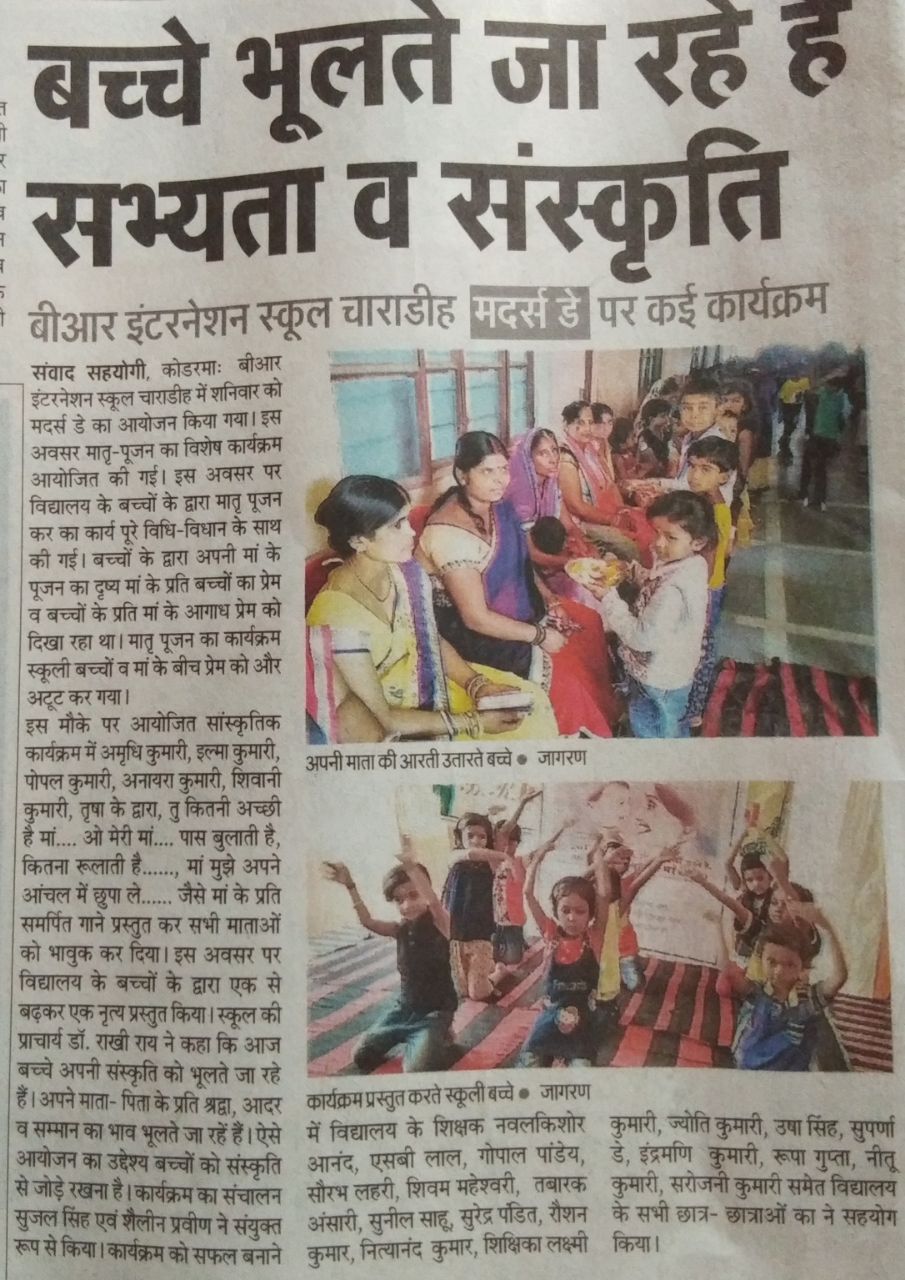 बच्चे भूलते जा रहे हैं
सभ्यता व संस्कृति
बीआर इंटरनेशन स्कूल चाराडीह मदर्स डे पर कई कार्यक्रम
संवाद सहयोगी, कोडरमाः बीआर
इंटरनेशन स्कूल चाराडीह में शनिवार को
मदर्स डे का आयोजन किया गया। इस
अवसर मातृ-पूजन का विशेष कार्यक्रम
आयोजित की गई। इस अवसर पर
विद्यालय के बच्चों के द्वारा मातृ पूजन
कर का कार्य पूरे विधि-विधान के साथ
की गई। बच्चों के द्वारा अपनी मां के
पूजन का दृष्य मां के प्रति बच्चों का प्रेम
व बच्चों के प्रति मां के आगाध प्रेम को
दिखा रहा था। मातृ पूजन का कार्यक्रम
स्कूली बच्चों व मां के बीच प्रेम को और
अटूट कर गया।
इस मौके पर आयोजित सांस्कृतिक
कार्यक्रम में अमृधि कुमारी, इल्मा कुमारी,
पोपल कुमारी, अनायरा कुमारी, शिवानी
कुमारी, तृषा के द्वारा, तु कितनी अच्छी
है मां.... ओ मेरी मां.... पास बुलाती है,
कितना रूलाती है......, मां मुझे अपने
आंचल में छुपा ले...... जैसे मां के प्रति
समर्पित गाने प्रस्तुत कर सभी माताओं
को भावुक कर दिया। इस अवसर पर
विद्यालय के बच्चों के द्वारा एक से
बढ़कर एक नृत्य प्रस्तुत किया।। स्कूल की
प्राचार्य डॉ. राखी राय ने कहा कि आज
बच्चे अपनी संस्कृति को भूलते जा रहे
हैं। अपने माता- पिता के प्रति श्रद्वा, आदर
व सम्मान का भाव भूलते जा रहें हैं। ऐसे
आयोजन का उद्देश्य बच्चों को संस्कृति
से जोड़े रखना है। कार्यक्रम का संचालन
सुजल सिंह एवं शैलीन प्रवीण ने संयुक्त
रूप से किया। कार्यक्रम को सफल बनाने
अपनी माता की आरती उतारते बच्चे ● जागरण
कार्यक्रम प्रस्तुत करते स्कूली बच्चे ● जागरण
में विद्यालय के शिक्षक नवलकिशोर
आनंद, एसबी लाल, गोपाल पांडेय,
सौरभ लहरी, शिवम महेश्वरी, तबारक
अंसारी, सुनील साहू, सुरेद्र पंडित, रौशन
कुमार, नित्यानंद कुमार, शिक्षिका लक्ष्मी
कुमारी, ज्योति कुमारी, उषा सिंह, सुपर्णा
डे, इंद्रमणि कुमारी, रूपा गुप्ता, नीतू
कुमारी, सरोजनी कुमारी समेत विद्यालय
के सभी छात्र- छात्राओं का ने सहयोग
किया।